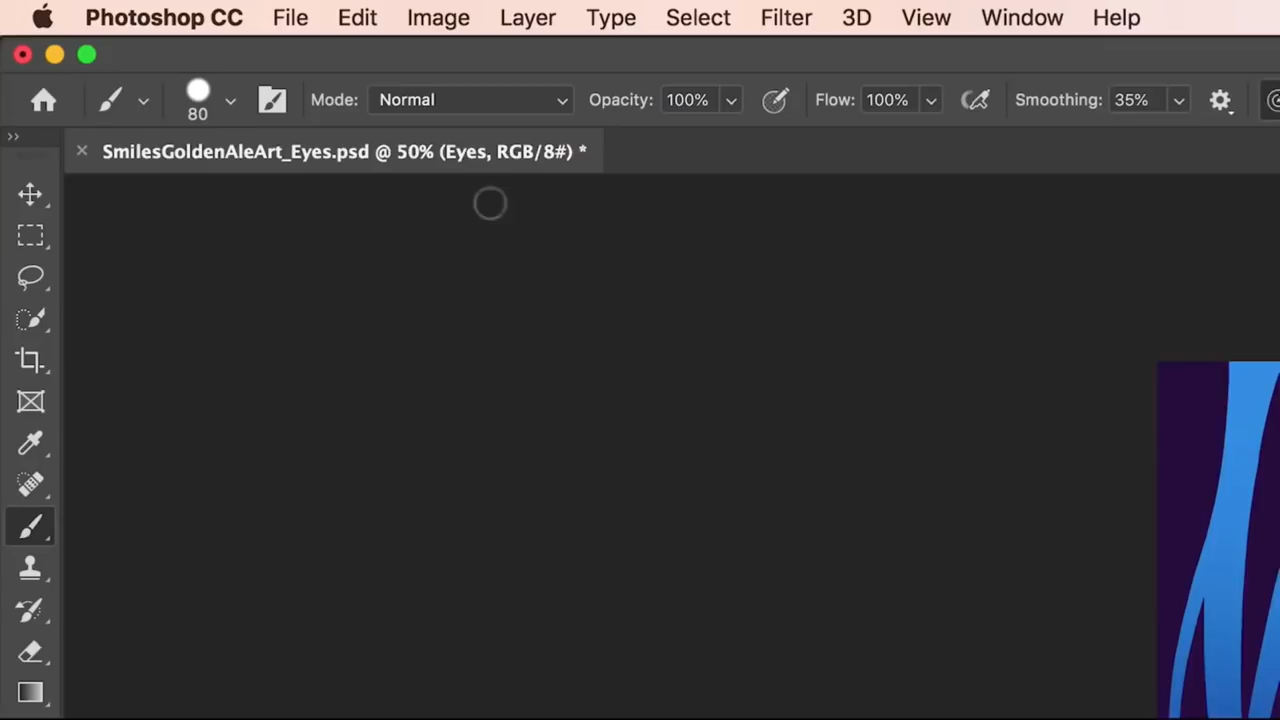 Photoshop CC File Edit Image Layer Type Select Filter 3D View Window Help
80 Mode: Normal Opacity: 100% Flow: 100% Smoothing: 35%
SmilesGoldenAleArt_Eyes.psd @ 50% (Eyes, RGB/8#) *